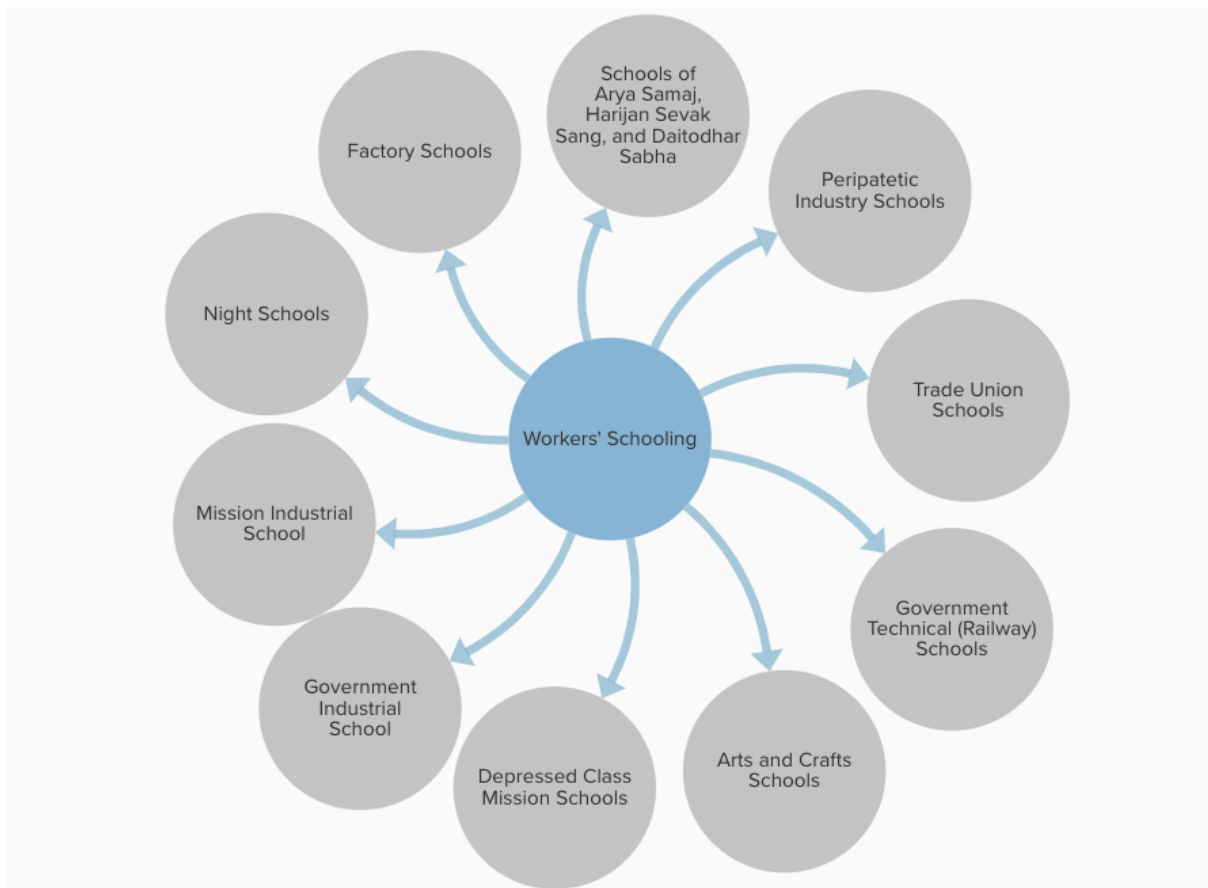 Schools of
Arya Samaj,
Harijan Sevak
Sang, and Daitodhar
Sabha
Factory Schools
Peripatetic
Industry Schools
Night Schools
Trade Union
Schools
Workers' Schooling
Mission Industrial
School
Government
Technical (Railway)
Schools
Government
Industrial
School
Arts and Crafts
Schools
Depressed Class
Mission Schools